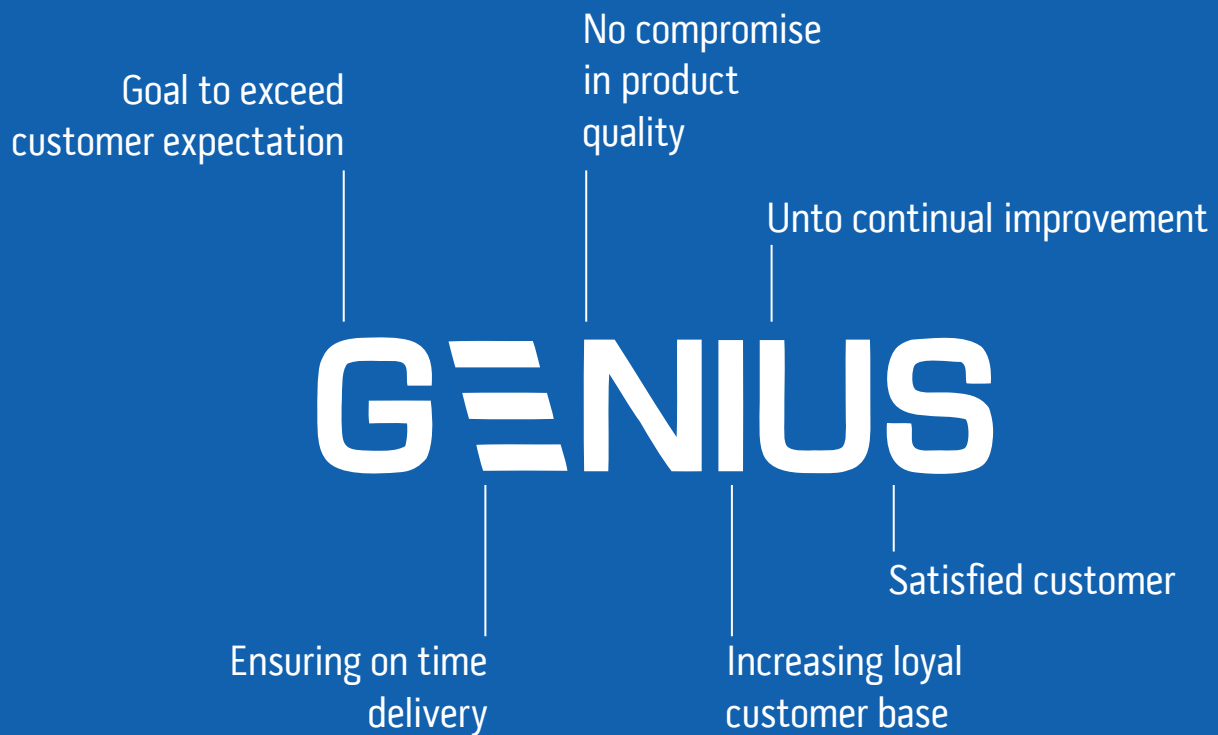 No compromise
in product
quality
Goal to exceed
customer expectation
Unto continual improvement
GENIUS
Satisfied customer
Ensuring on time
delivery
Increasing loyal
customer base